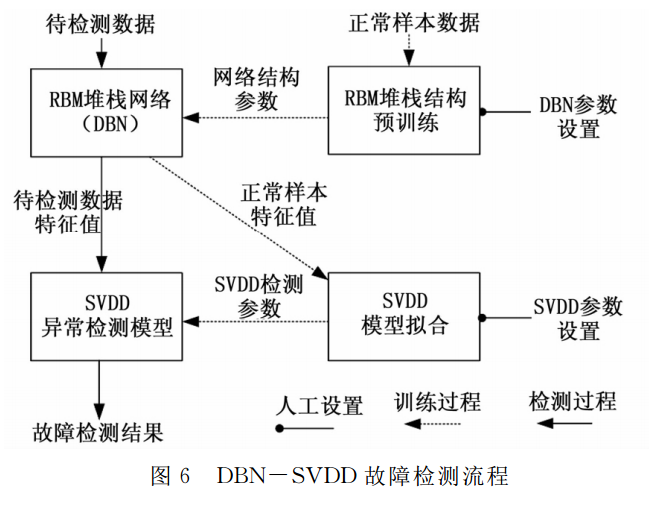 待检测数据
正常样本数据
RBM堆栈网络
（DBN）
网络结构
参数
RBM堆栈结构
预训练
DBN参数
设置
待检测数据
特征值
正常样本
特征值
SVDD
异常检测模型
SVDD检测
参数
SVDD
模型拟合
SVDD参数
设置
故障检测结果
人工设置
训练过程
检测过程
图 6 DBN－SVDD 故障检测流程